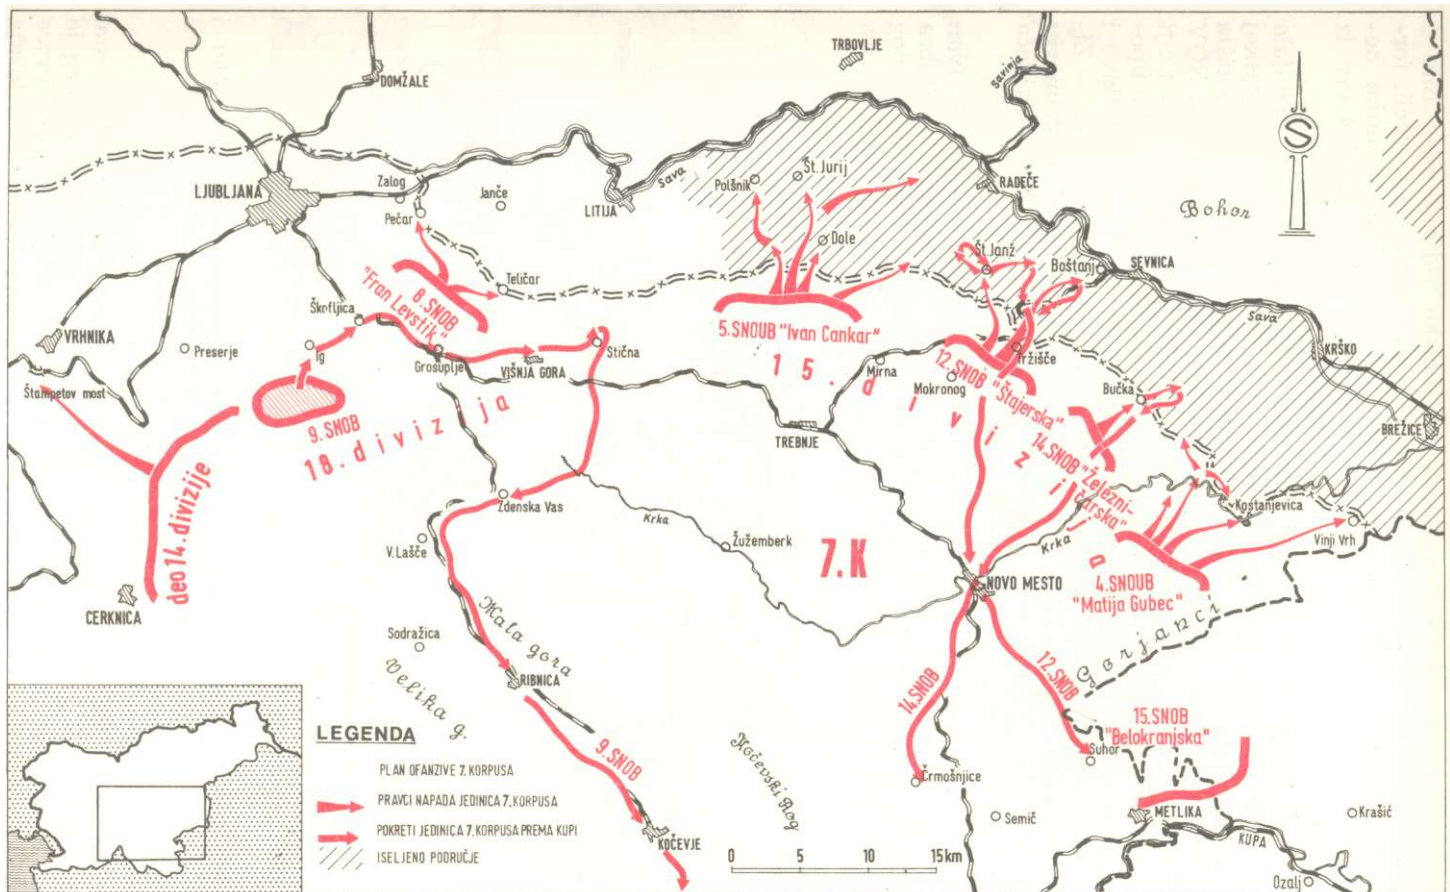 TRBOVLJE
Savinja
DOMŽALE
S
LJUBLJANA
Zalog
Janče
LITIJA
Sava
Polšnik
Št. Jurij
RADEČE
Bohor
Pečar
Dole
Št.Janž
Boštanj
SEVNICA
Teličar
Škofljica
8.SNOB
"Fran Levstik"
5.SNOUB "Ivan Cankar"
15. divizija
Sava
VRHNIKA
Preserje
Ig
Grosuplje
VIŠNJA GORA
Stična
Mirna
Mokronog
Tržišče
12.SNOB "Štajerska"
KRŠKO
Bučka
Štampetov most
9.SNOB
18. divizija
TREBNJE
14.SNOB "Železni-
čarska"
BREŽICE
deo 14. divizije
Zdenska Vas
Krka
Kostanjevica
V. Lašče
Žužemberk
7.K
Krka
Vinji Vrh
CERKNICA
NOVO MESTO
4.SNOUB
"Matija Gubec"
Gorjanci
Sodražica
Mala gora
Velika g.
RIBNICA
14.SNOB
12.SNOB
15.SNOB
"Belokranjska"
Suhor
9.SNOB
Kočevski Rog
Črmošnjice
Semič
METLIKA
Krašić
KOČEVJE
KUPA
Ozalj
LEGENDA
PLAN OFANZIVE 7. KORPUSA
PRAVCI NAPADA JEDINICA 7. KORPUSA
POKRETI JEDINICA 7. KORPUSA PREMA KUPI
ISELJENO PODRUČJE
0 5 10 15 km